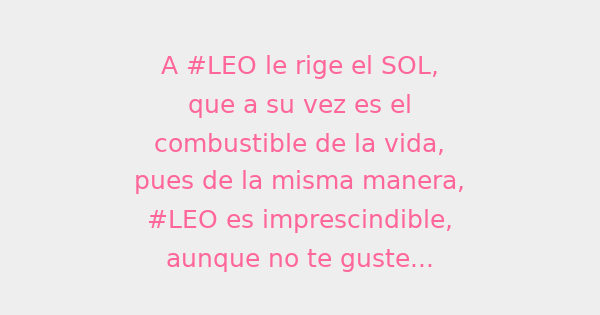 A #LEO le rige el SOL,
que a su vez es el
combustible de la vida,
pues de la misma manera,
#LEO es imprescindible,
aunque no te guste...